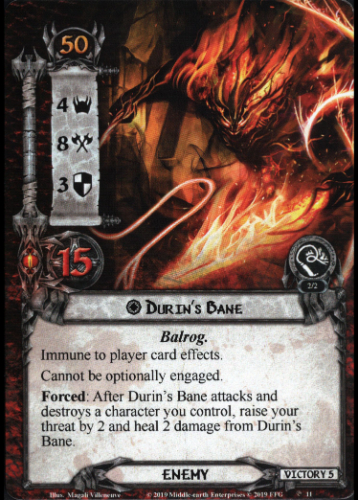 50
4
8
3
15
2/2
Durin's Bane
Balrog.
Immune to player card effects.
Cannot be optionally engaged.
Forced: After Durin's Bane attacks and
destroys a character you control, raise your
threat by 2 and heal 2 damage from Durin's
Bane.
ENEMY
VICTORY 5
Illus. Magali Villeneuve
© 2019 Middle-earth Enterprises © 2019 FFG
11